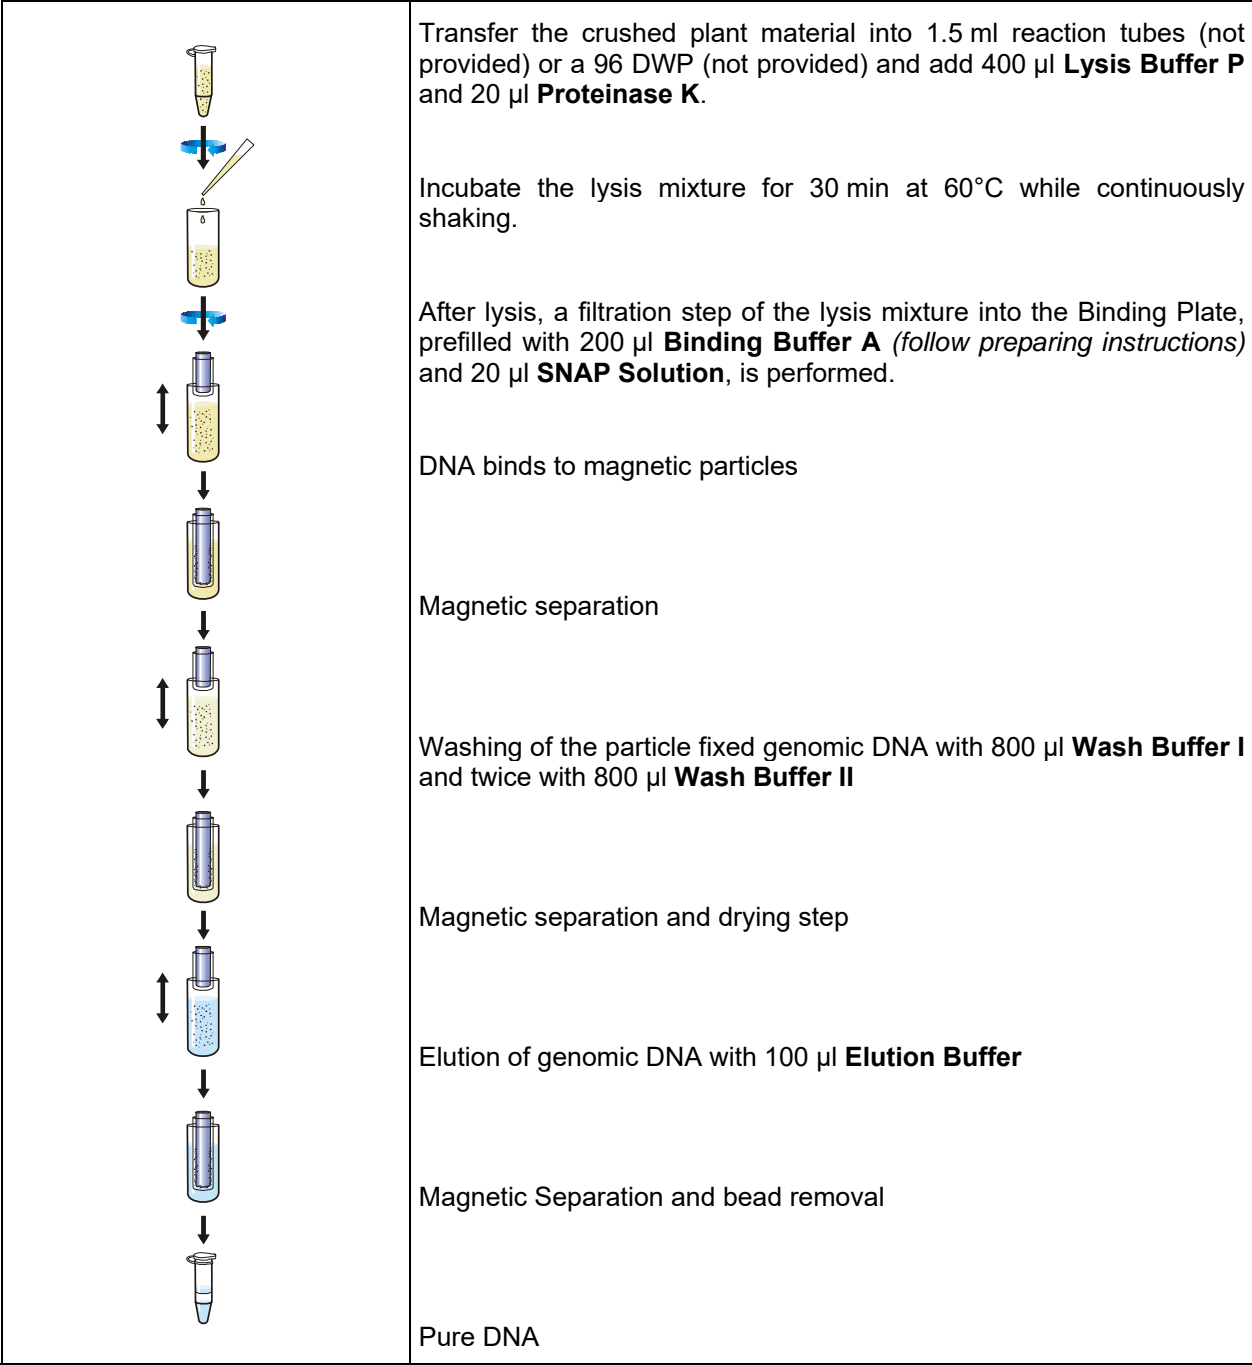 Transfer the crushed plant material into 1.5 ml reaction tubes (not
provided) or a 96 DWP (not provided) and add 400 µl Lysis Buffer P
and 20 µl Proteinase K.
Incubate the lysis mixture for 30 min at 60°C while continuously
shaking.
After lysis, a filtration step of the lysis mixture into the Binding Plate,
prefilled with 200 µl Binding Buffer A (follow preparing instructions)
and 20 µl SNAP Solution, is performed.
DNA binds to magnetic particles
Magnetic separation
Washing of the particle fixed genomic DNA with 800 µl Wash Buffer I
and twice with 800 µl Wash Buffer II
Magnetic separation and drying step
Elution of genomic DNA with 100 µl Elution Buffer
Magnetic Separation and bead removal
Pure DNA